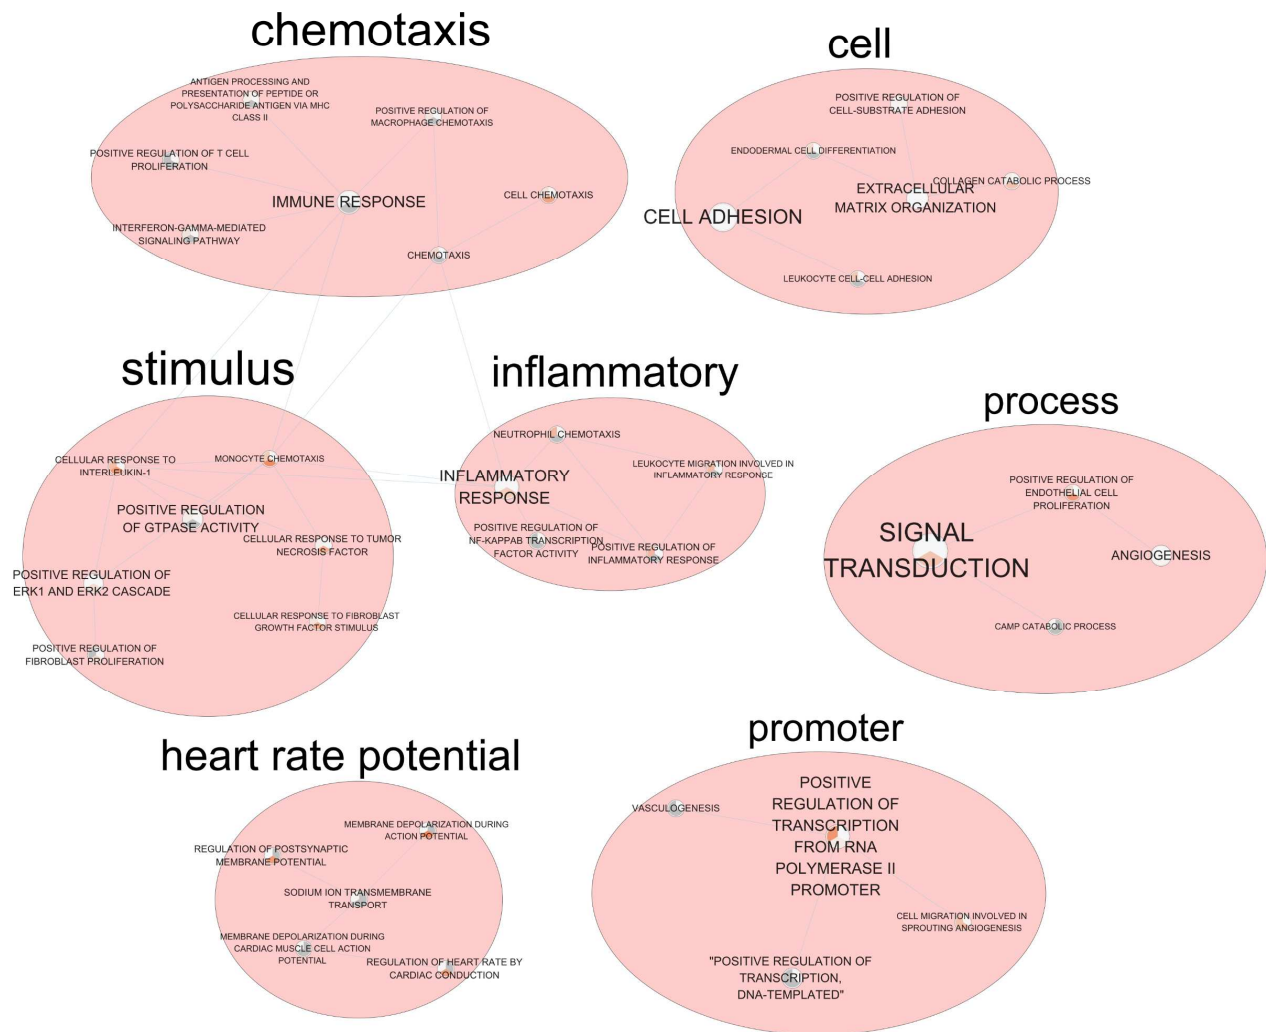 chemotaxis
ANTIGEN PROCESSING AND
PRESENTATION OF PEPTIDE OR
POLYSACCHARIDE ANTIGEN VIA MHC
CLASS II
POSITIVE REGULATION OF
MACROPHAGE CHEMOTAXIS
POSITIVE REGULATION OF T CELL
PROLIFERATION
IMMUNE RESPONSE
CELL CHEMOTAXIS
INTERFERON-GAMMA-MEDIATED
SIGNALING PATHWAY
CHEMOTAXIS
cell
POSITIVE REGULATION OF
CELL-SUBSTRATE ADHESION
ENDODERMAL CELL DIFFERENTIATION
COLLAGEN CATABOLIC PROCESS
EXTRACELLULAR
MATRIX ORGANIZATION
CELL ADHESION
LEUKOCYTE CELL-CELL ADHESION
stimulus
CELLULAR RESPONSE TO
INTERLEUKIN-1
MONOCYTE CHEMOTAXIS
POSITIVE REGULATION
OF GTPASE ACTIVITY
CELLULAR RESPONSE TO TUMOR
NECROSIS FACTOR
POSITIVE REGULATION OF
ERK1 AND ERK2 CASCADE
CELLULAR RESPONSE TO FIBROBLAST
GROWTH FACTOR STIMULUS
POSITIVE REGULATION OF
FIBROBLAST PROLIFERATION
inflammatory
NEUTROPHIL CHEMOTAXIS
LEUKOCYTE MIGRATION INVOLVED IN
INFLAMMATORY RESPONSE
INFLAMMATORY
RESPONSE
POSITIVE REGULATION OF
NF-KAPPAB TRANSCRIPTION
FACTOR ACTIVITY
POSITIVE REGULATION OF
INFLAMMATORY RESPONSE
process
POSITIVE REGULATION OF
ENDOTHELIAL CELL
PROLIFERATION
SIGNAL
TRANSDUCTION
ANGIOGENESIS
CAMP CATABOLIC PROCESS
heart rate potential
MEMBRANE DEPOLARIZATION DURING
ACTION POTENTIAL
REGULATION OF POSTSYNAPTIC
MEMBRANE POTENTIAL
SODIUM ION TRANSMEMBRANE
TRANSPORT
MEMBRANE DEPOLARIZATION DURING
CARDIAC MUSCLE CELL ACTION
POTENTIAL
REGULATION OF HEART RATE BY
CARDIAC CONDUCTION
promoter
VASCULOGENESIS
POSITIVE
REGULATION OF
TRANSCRIPTION
FROM RNA
POLYMERASE II
PROMOTER
CELL MIGRATION INVOLVED IN
SPROUTING ANGIOGENESIS
"POSITIVE REGULATION OF
TRANSCRIPTION,
DNA-TEMPLATED"